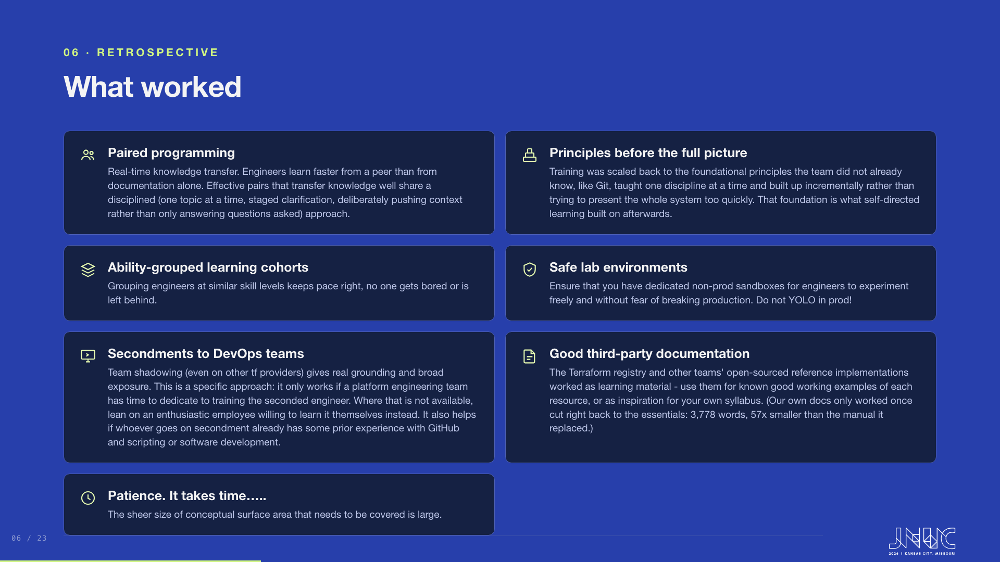 06 · RETROSPECTIVE
What worked
Paired programming
Real-time knowledge transfer. Engineers learn faster from a peer than from
documentation alone. Effective pairs that transfer knowledge well share a
disciplined (one topic at a time, staged clarification, deliberately pushing context
rather than only answering questions asked) approach.
Principles before the full picture
Training was scaled back to the foundational principles the team did not already
know, like Git, taught one discipline at a time and built up incrementally rather than
trying to present the whole system too quickly. That foundation is what self-directed
learning built on afterwards.
Ability-grouped learning cohorts
Grouping engineers at similar skill levels keeps pace right, no one gets bored or is
left behind.
Safe lab environments
Ensure that you have dedicated non-prod sandboxes for engineers to experiment
freely and without fear of breaking production. Do not YOLO in prod!
Secondments to DevOps teams
Team shadowing (even on other tf providers) gives real grounding and broad
exposure. This is a specific approach: it only works if a platform engineering team
has time to dedicate to training the seconded engineer. Where that is not available,
lean on an enthusiastic employee willing to learn it themselves instead. It also helps
if whoever goes on secondment already has some prior experience with GitHub
and scripting or software development.
Good third-party documentation
The Terraform registry and other teams' open-sourced reference implementations
worked as learning material - use them for known good working examples of each
resource, or as inspiration for your own syllabus. (Our own docs only worked once
cut right back to the essentials: 3,778 words, 57x smaller than the manual it
replaced.)
Patience. It takes time…..
The sheer size of conceptual surface area that needs to be covered is large.
06 / 23
JNUC
2026 | KANSAS CITY, MISSOURI